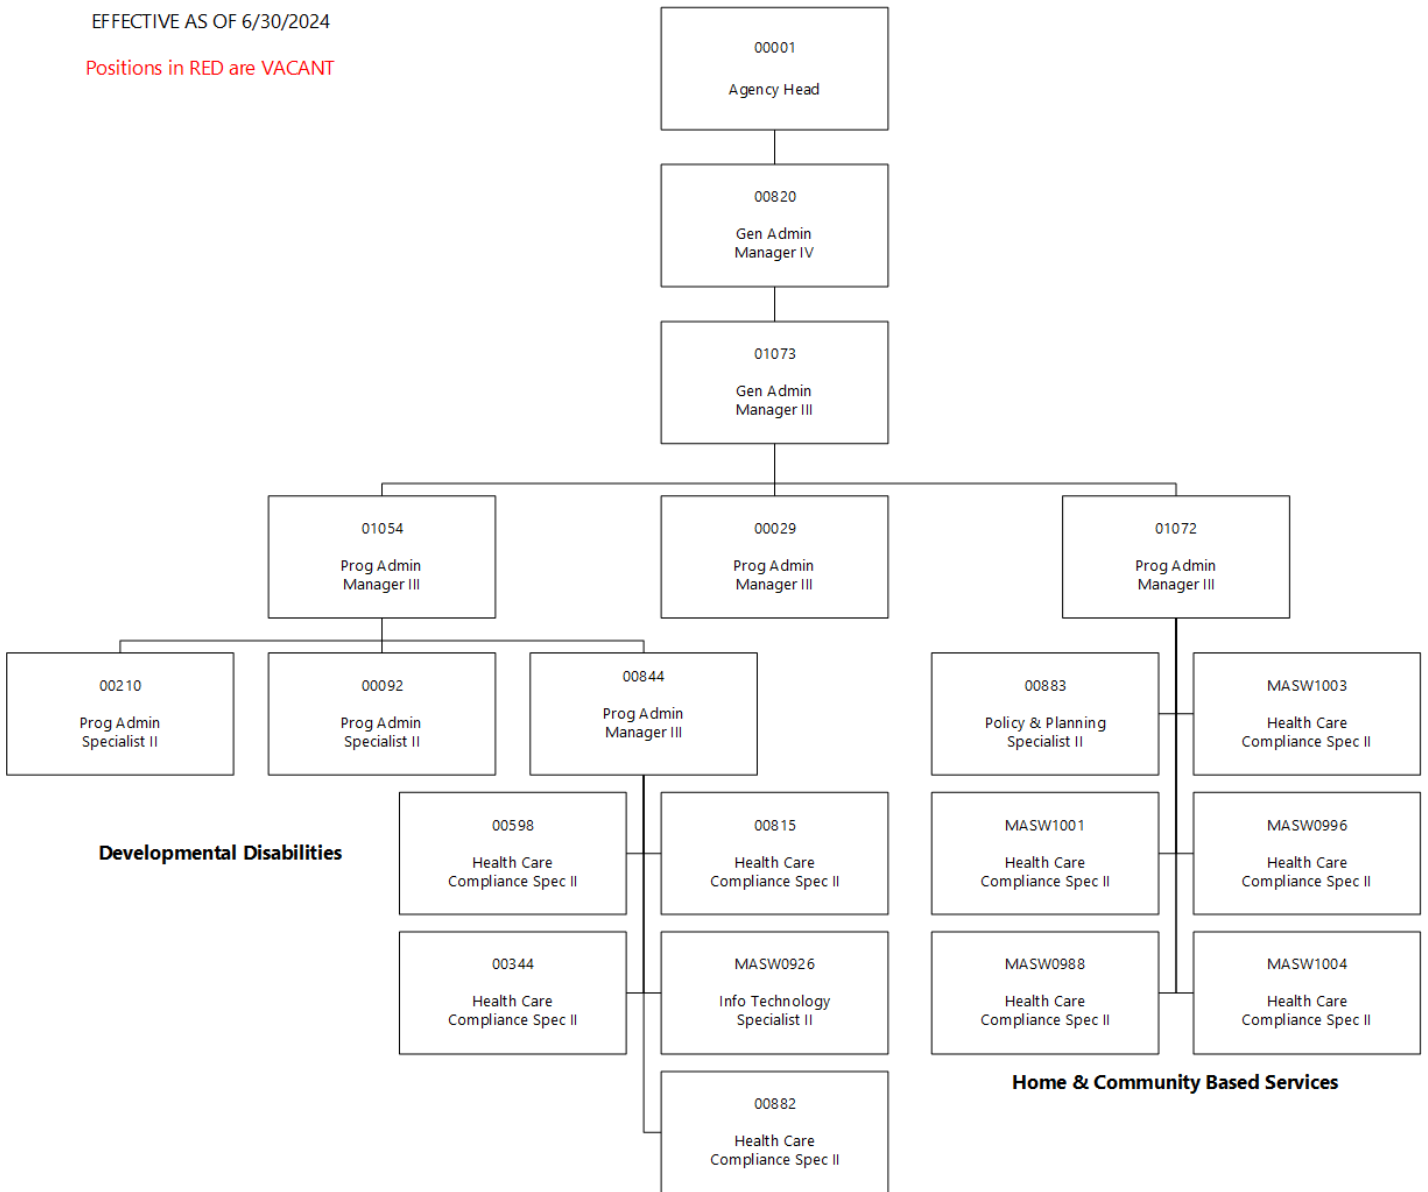 EFFECTIVE AS OF 6/30/2024
Positions in RED are VACANT
00001
Agency Head
00820
Gen Admin
Manager IV
01073
Gen Admin
Manager III
01054
Prog Admin
Manager III
00029
Prog Admin
Manager III
01072
Prog Admin
Manager III
00210
Prog Admin
Specialist II
00092
Prog Admin
Specialist II
00844
Prog Admin
Manager III
00883
Policy & Planning
Specialist II
MASW1003
Health Care
Compliance Spec II
Developmental Disabilities
00598
Health Care
Compliance Spec II
00815
Health Care
Compliance Spec II
MASW1001
Health Care
Compliance Spec II
MASW0996
Health Care
Compliance Spec II
00344
Health Care
Compliance Spec II
MASW0926
Info Technology
Specialist II
MASW0988
Health Care
Compliance Spec II
MASW1004
Health Care
Compliance Spec II
Home & Community Based Services
00882
Health Care
Compliance Spec II